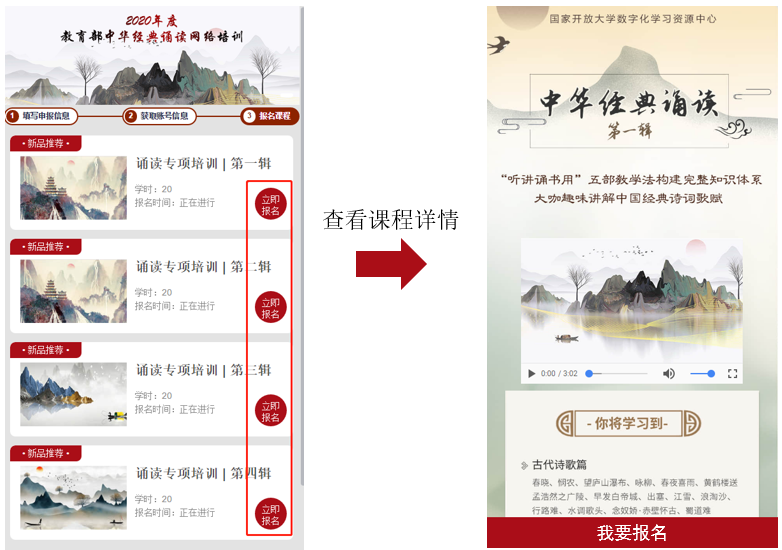 2020年度
教育部中华经典诵读网络培训
1 填写申报信息
2 获取账号信息
3 报名课程
•新品推荐•
诵读专项培训 | 第一辑
学时：20
报名时间：正在进行
立即
报名
•新品推荐•
诵读专项培训 | 第二辑
学时：20
报名时间：正在进行
立即
报名
•新品推荐•
诵读专项培训 | 第三辑
学时：20
报名时间：正在进行
立即
报名
•新品推荐•
诵读专项培训 | 第四辑
学时：20
报名时间：正在进行
立即
报名
查看课程详情
国家开放大学数字化学习资源中心
中华经典诵读
第一辑
“听讲诵书用”五部教学法构建完整知识体系
大咖趣味讲解中国经典诗词歌赋
0:00 / 3:02
- 你将学习到-
古代诗歌篇
春晓、悯农、望庐山瀑布、咏柳、春夜喜雨、黄鹤楼送
孟浩然之广陵、早发白帝城、出塞、江雪、浪淘沙、
行路难、水调歌头、念奴娇·赤壁怀古、蜀道难
我要报名